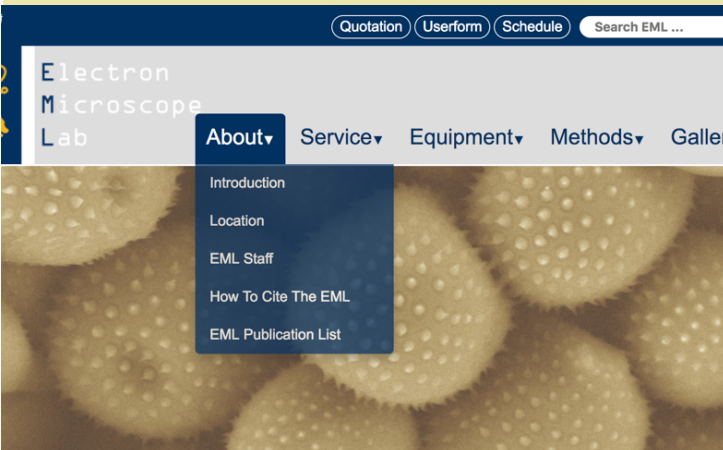 Quotation Userform Schedule Search EML ...
Electron
Microscope
Lab
About▾ Service▾ Equipment▾ Methods▾
Introduction
Location
EML Staff
How To Cite The EML
EML Publication List